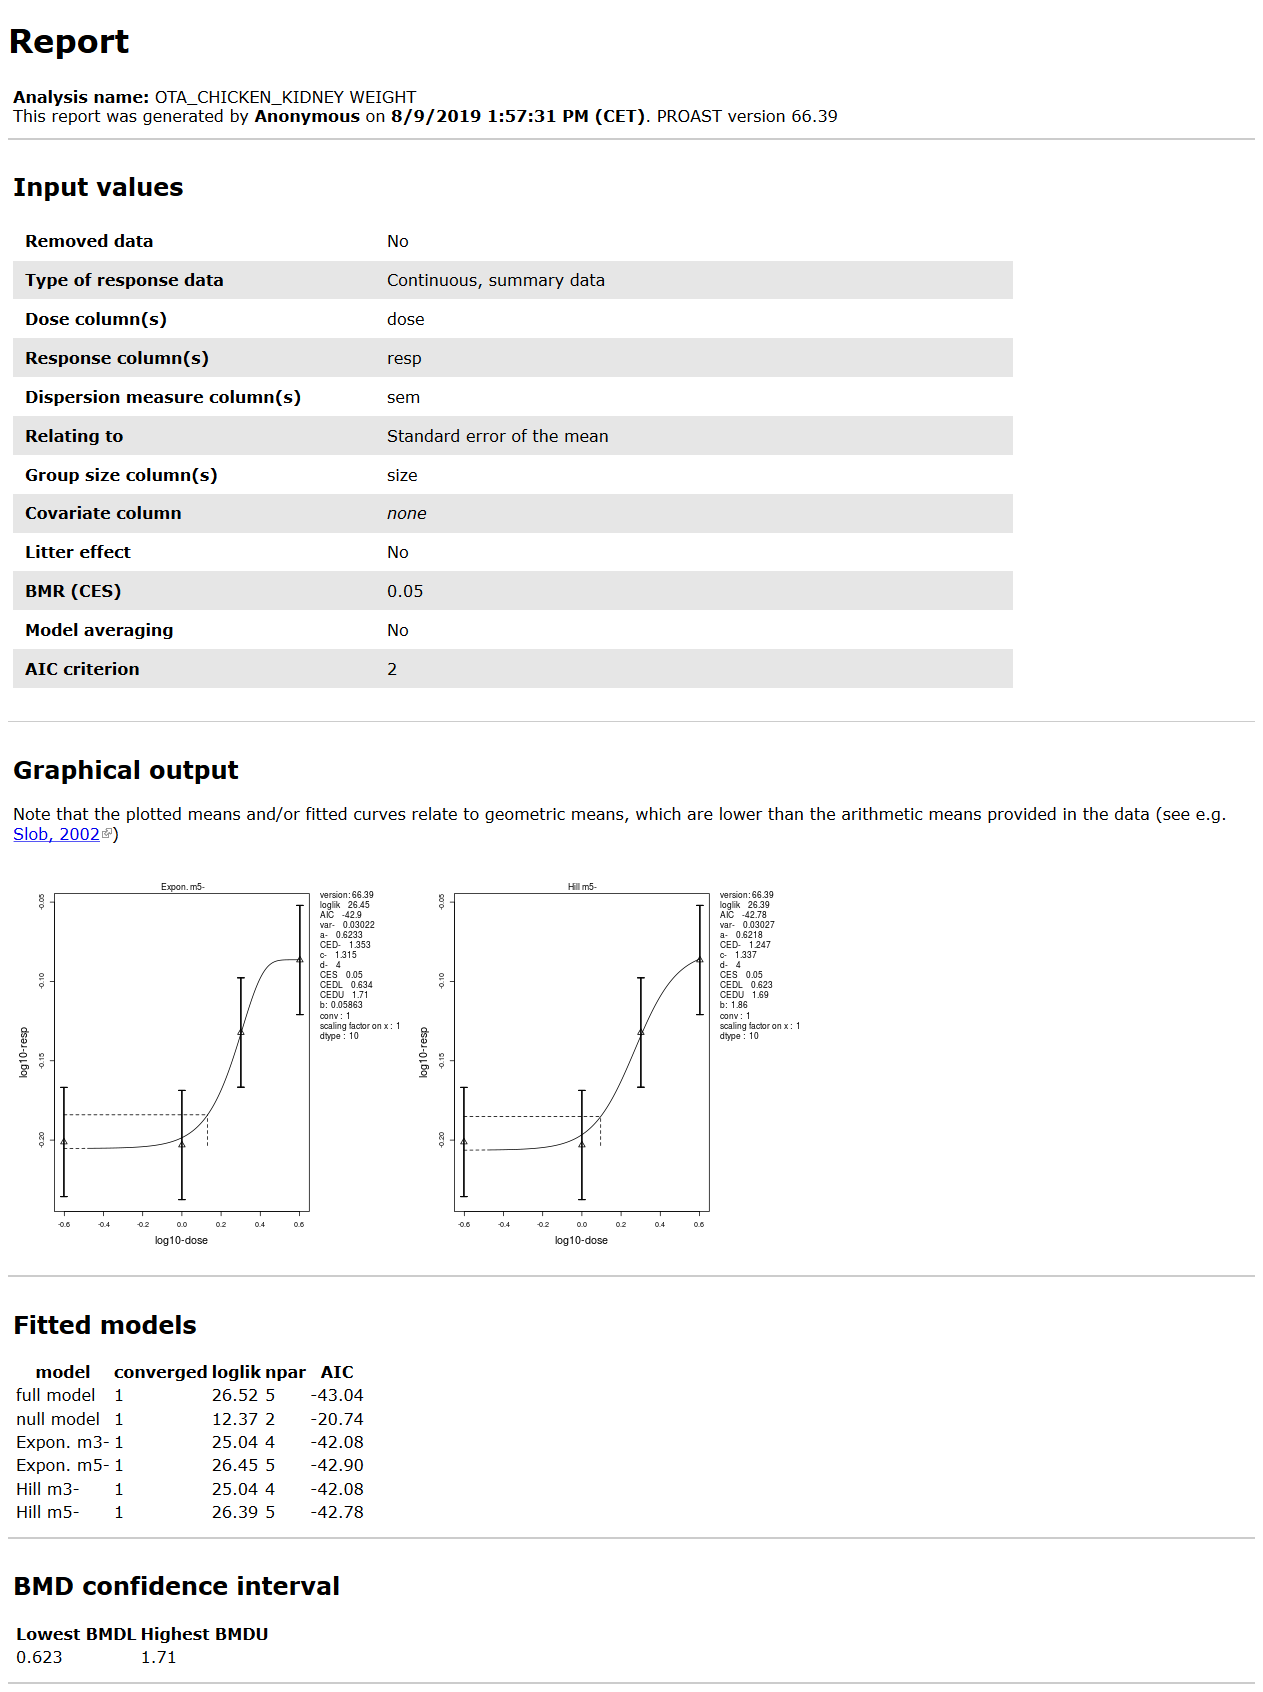 Report
Analysis name: OTA_CHICKEN_KIDNEY WEIGHT
This report was generated by Anonymous on 8/9/2019 1:57:31 PM (CET). PROAST version 66.39
Input values
Removed data No
Type of response data Continuous, summary data
Dose column(s) dose
Response column(s) resp
Dispersion measure column(s) sem
Relating to Standard error of the mean
Group size column(s) size
Covariate column none
Litter effect No
BMR (CES) 0.05
Model averaging No
AIC criterion 2
Graphical output
Note that the plotted means and/or fitted curves relate to geometric means, which are lower than the arithmetic means provided in the data (see e.g.
Slob, 2002)
Expon. m5-
version: 66.39
loglik 26.45
AIC -42.9
var- 0.03022
a- 0.6233
CED- 1.353
c- 1.315
d- 4
CES 0.05
CEDL 0.634
CEDU 1.71
b: 0.05863
conv : 1
scaling factor on x : 1
dtype : 10
log10-resp
-0.05
-0.10
-0.15
-0.20
-0.6 -0.4 -0.2 0.0 0.2 0.4 0.6
log10-dose
Hill m5-
version: 66.39
loglik 26.39
AIC -42.78
var- 0.03027
a- 0.6218
CED- 1.247
c- 1.337
d- 4
CES 0.05
CEDL 0.623
CEDU 1.69
b: 1.86
conv : 1
scaling factor on x : 1
dtype : 10
log10-resp
-0.05
-0.10
-0.15
-0.20
-0.6 -0.4 -0.2 0.0 0.2 0.4 0.6
log10-dose
Fitted models
model converged loglik npar AIC
full model 1 26.52 5 -43.04
null model 1 12.37 2 -20.74
Expon. m3- 1 25.04 4 -42.08
Expon. m5- 1 26.45 5 -42.90
Hill m3- 1 25.04 4 -42.08
Hill m5- 1 26.39 5 -42.78
BMD confidence interval
Lowest BMDL Highest BMDU
0.623 1.71